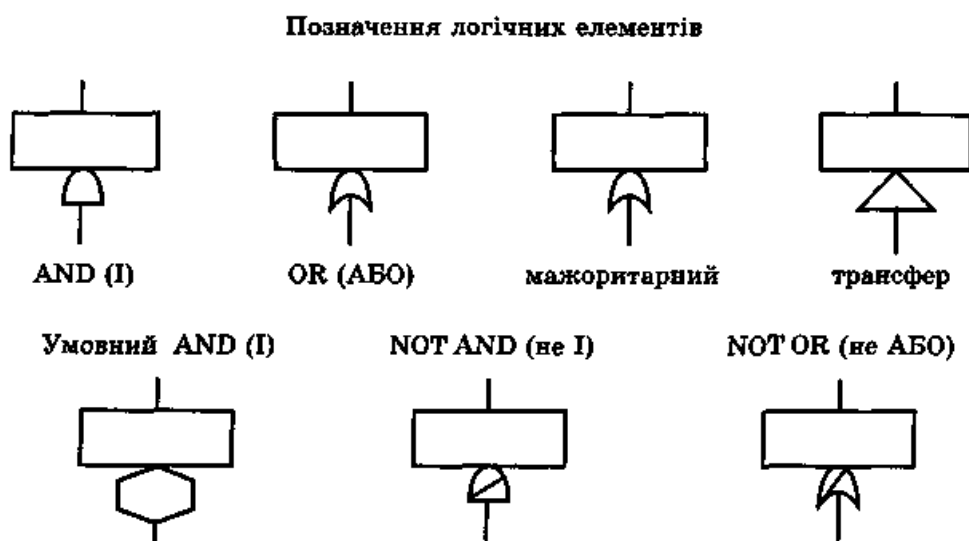 Позначення логічних елементів
AND (І)
OR (АБО)
мажоритарний
трансфер
Умовний AND (І)
NOT AND (не І)
NOT OR (не АБО)